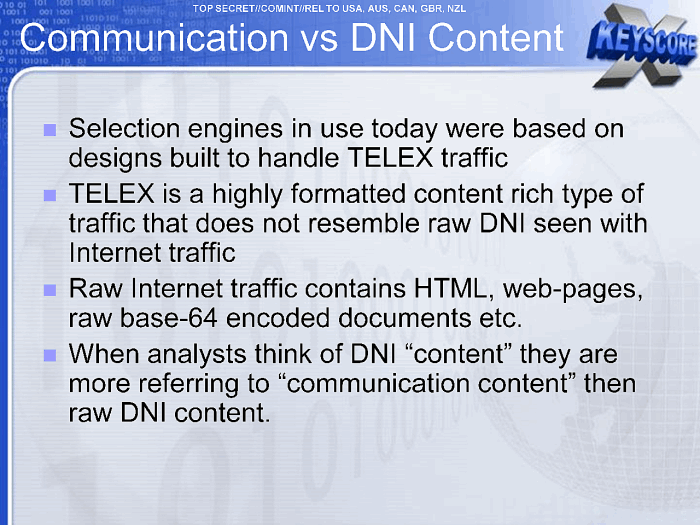 TOP SECRET//COMINT//REL TO USA, AUS, CAN, GBR, NZL
Communication vs DNI Content
X
KEYSCORE
Selection engines in use today were based on
designs built to handle TELEX traffic
TELEX is a highly formatted content rich type of
traffic that does not resemble raw DNI seen with
Internet traffic
Raw Internet traffic contains HTML, web-pages,
raw base-64 encoded documents etc.
When analysts think of DNI “content” they are
more referring to “communication content” then
raw DNI content.